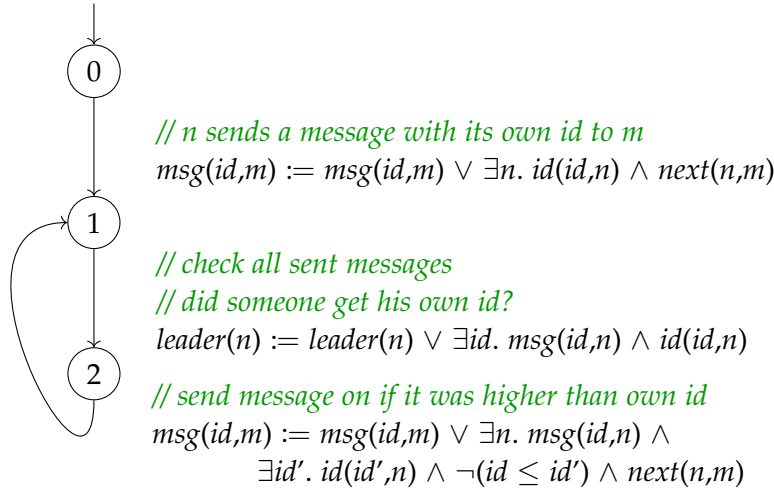 0
// n sends a message with its own id to m
msg(id,m) := msg(id,m) ∨ ∃n. id(id,n) ∧ next(n,m)
1
// check all sent messages
// did someone get his own id?
leader(n) := leader(n) ∨ ∃id. msg(id,n) ∧ id(id,n)
2
// send message on if it was higher than own id
msg(id,m) := msg(id,m) ∨ ∃n. msg(id,n) ∧
∃id'. id(id',n) ∧ ¬(id ≤ id') ∧ next(n,m)